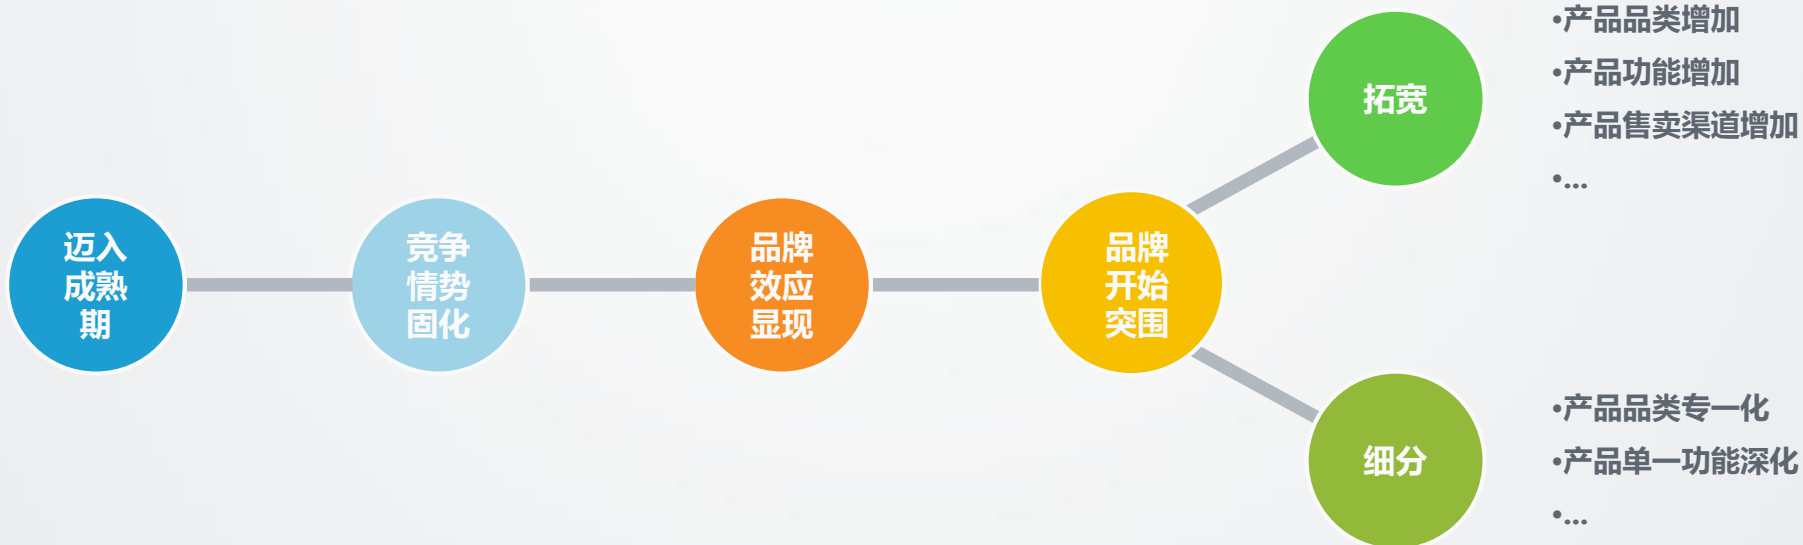 迈入
成熟
期
竞争
情势
固化
品牌
效应
显现
品牌
开始
突围
拓宽
•产品品类增加
•产品功能增加
•产品售卖渠道增加
•...
细分
•产品品类专一化
•产品单一功能深化
•...